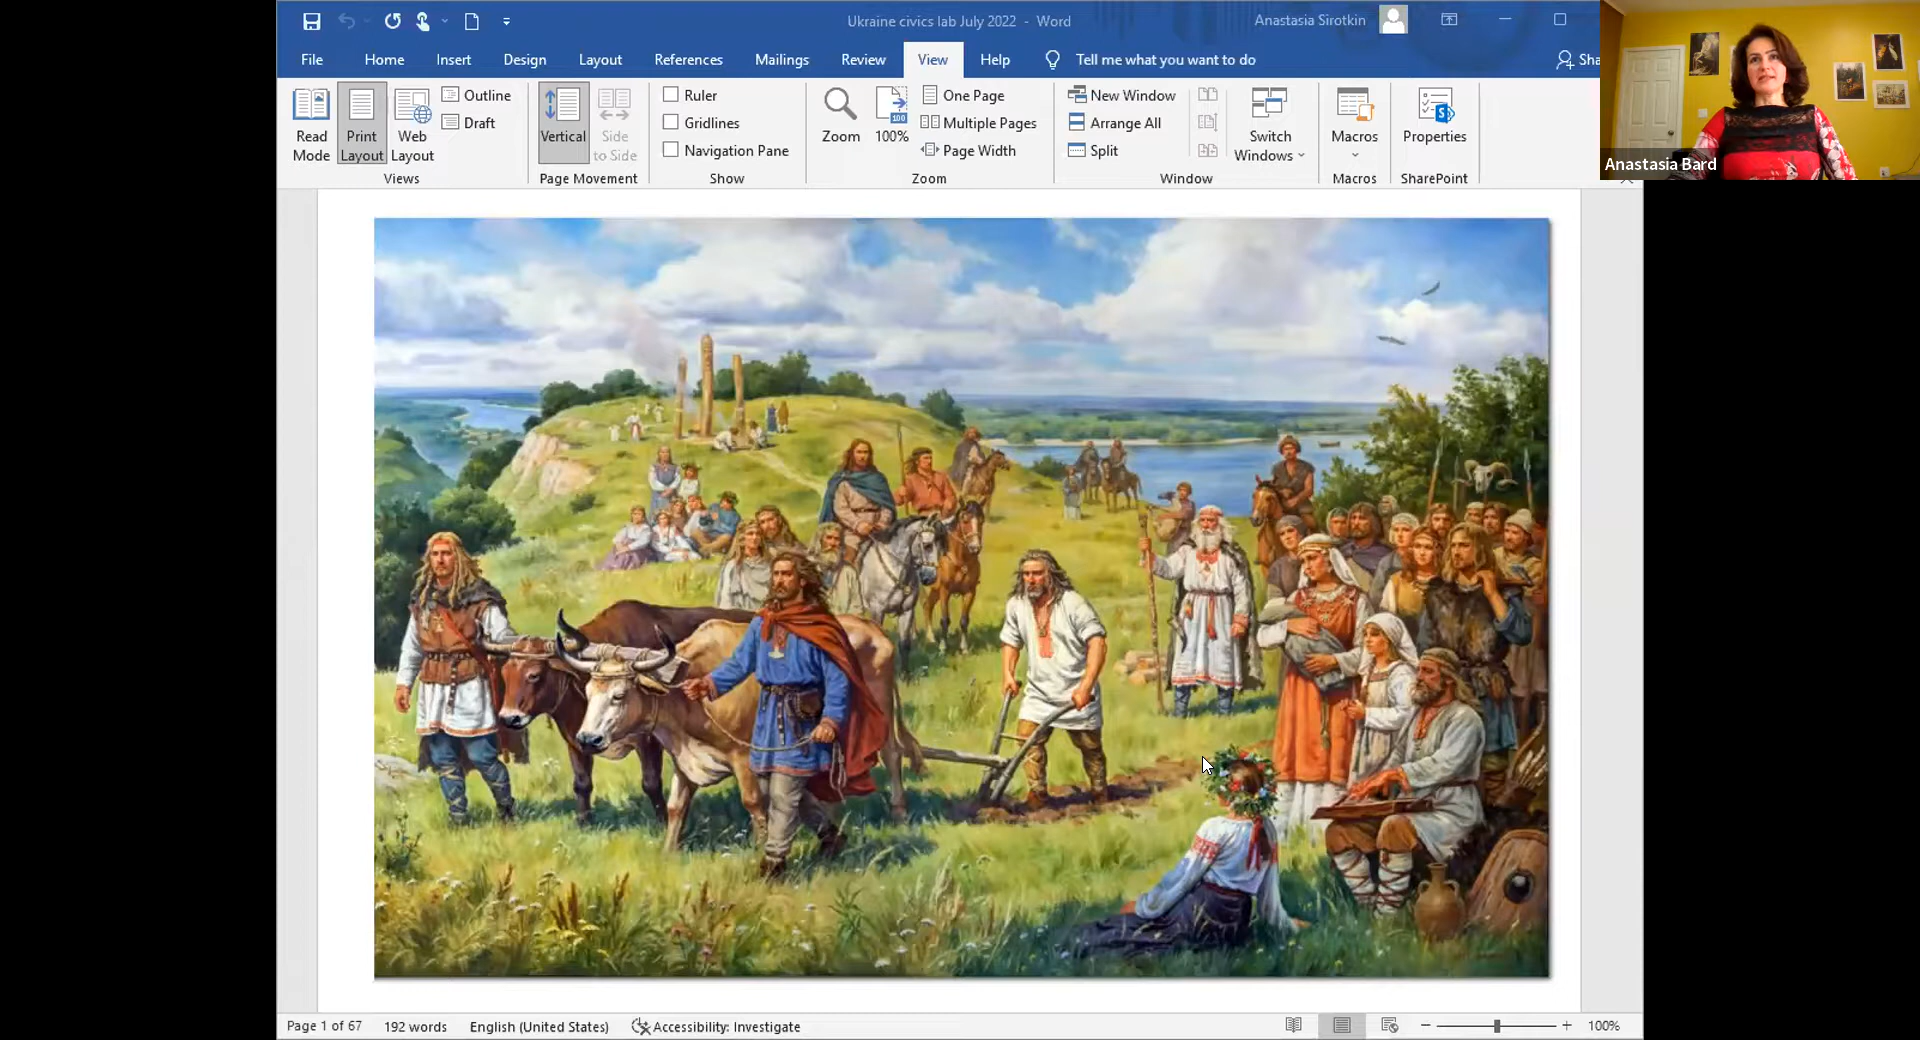 Ukraine civics lab July 2022 - Word
Anastasia Sirotkin
File Home Insert Design Layout References Mailings Review View Help Tell me what you want to do
Anastasia Bard
Read Mode
Print Layout
Web Layout
Outline
Draft
Views
Vertical
Side to Side
Page Movement
Ruler
Gridlines
Navigation Pane
Show
Zoom
100
100%
One Page
Multiple Pages
Page Width
Zoom
New Window
Arrange All
Split
Switch Windows
Window
Macros
Macros
Properties
SharePoint
Page 1 of 67 192 words English (United States) Accessibility: Investigate 100%